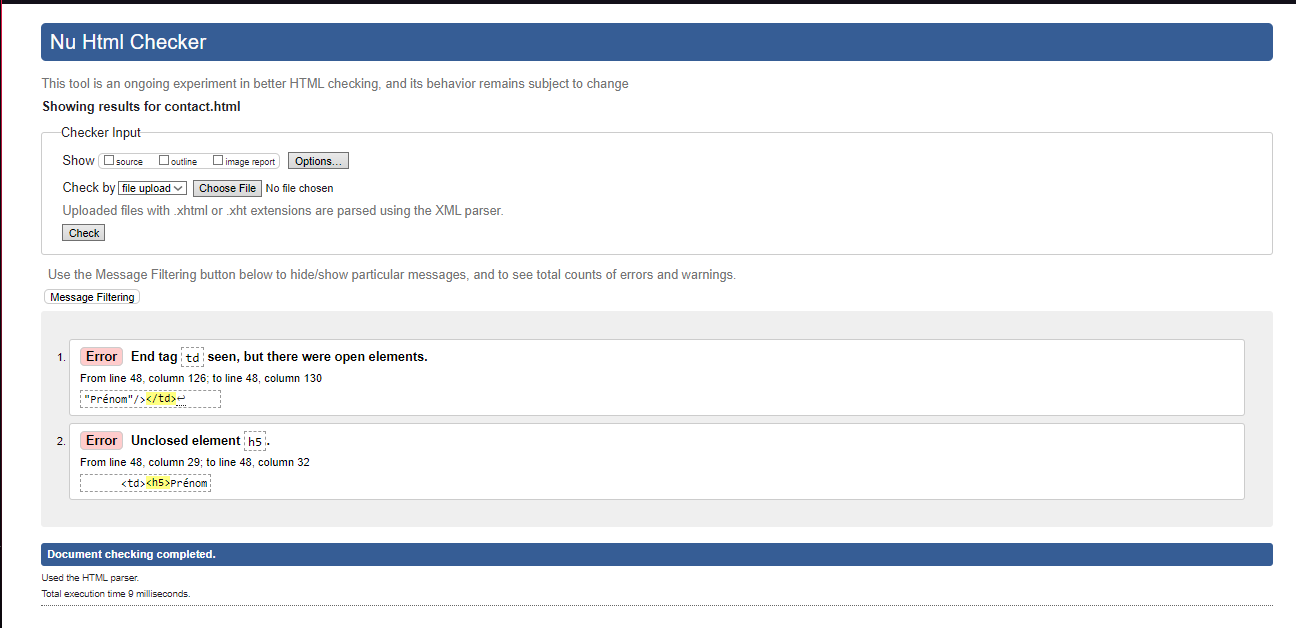 Nu Html Checker
This tool is an ongoing experiment in better HTML checking, and its behavior remains subject to change
Showing results for contact.html
Checker Input
Show source outline image report Options...
Check by file upload Choose File No file chosen
Uploaded files with .xhtml or .xht extensions are parsed using the XML parser.
Check
Use the Message Filtering button below to hide/show particular messages, and to see total counts of errors and warnings.
Message Filtering
1. Error End tag td seen, but there were open elements.
From line 48, column 126; to line 48, column 130
"Prénom"/></td>↩
2. Error Unclosed element h5.
From line 48, column 29; to line 48, column 32
<td><h5>Prénom
Document checking completed.
Used the HTML parser.
Total execution time 9 milliseconds.